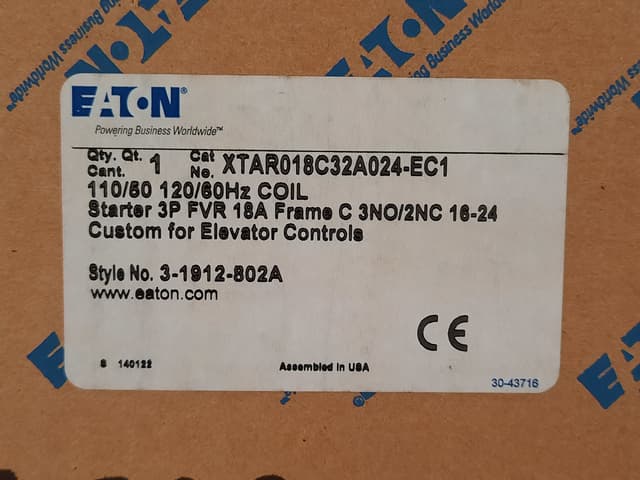 EATON
Powering Business Worldwide™
Qty. Qt. 1 Cat XTAR018C32A024-EC1
Cant. No.
110/50 120/60Hz COIL
Starter 3P FVR 18A Frame C 3NO/2NC 16-24
Custom for Elevator Controls
Style No. 3-1912-802A
www.eaton.com
CE
S 140122
Assembled in USA
30-43716